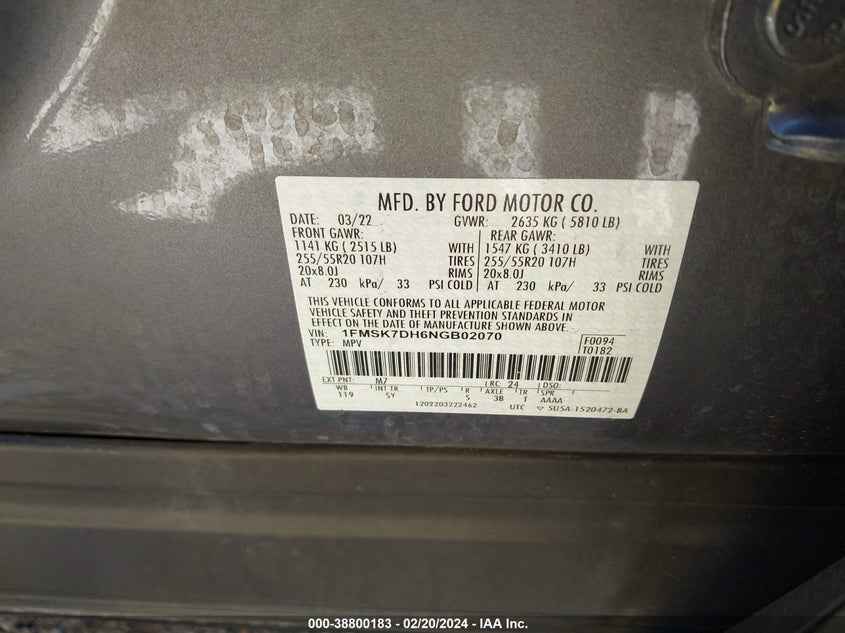 MFD. BY FORD MOTOR CO.
DATE: 03/22 GVWR: 2635 KG ( 5810 LB)
FRONT GAWR: REAR GAWR:
1141 KG ( 2515 LB) WITH 1547 KG ( 3410 LB) WITH
255/55R20 107H TIRES 255/55R20 107H TIRES
20x8.0J RIMS 20x8.0J RIMS
AT 230 kPa/ 33 PSI COLD AT 230 kPa/ 33 PSI COLD
THIS VEHICLE CONFORMS TO ALL APPLICABLE FEDERAL MOTOR
VEHICLE SAFETY AND THEFT PREVENTION STANDARDS IN
EFFECT ON THE DATE OF MANUFACTURE SHOWN ABOVE.
VIN: 1FMSK7DH6NGB02070 F0094
TYPE: MPV T0182
EXT PNT: M7 LRC: 24 DSO:
WB INT TR TP/PS R AXLE TR SPR
119 SY S 3B T AAAA
1202203222462 UTC 5U5A-1520472-BA
000-38800183 - 02/20/2024 - IAA Inc.